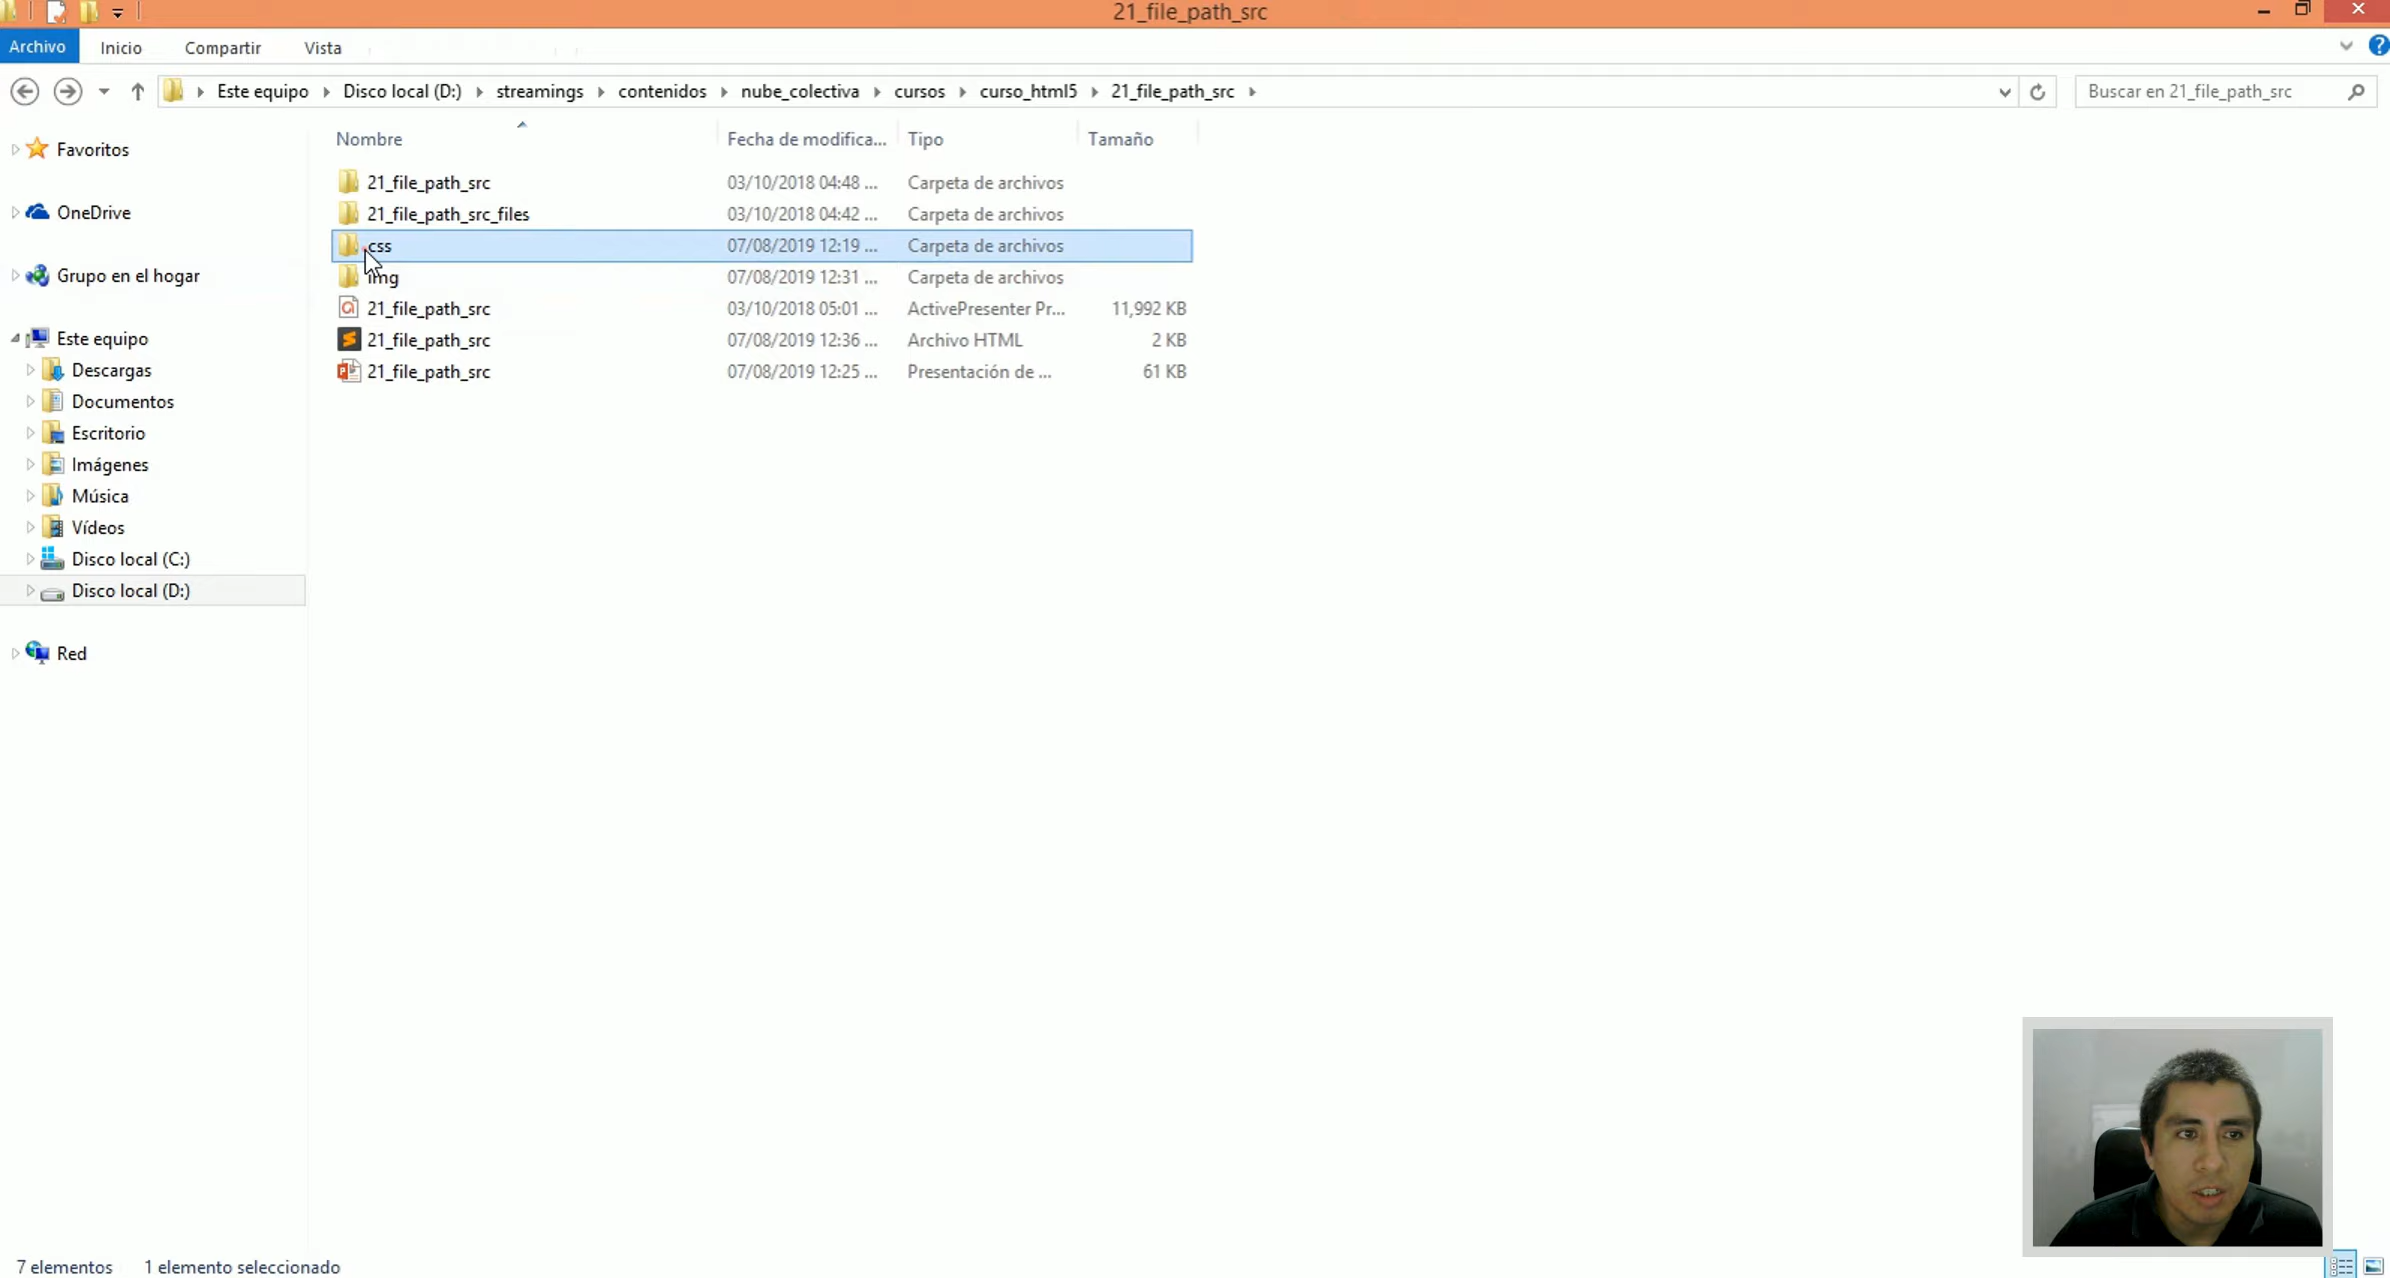 21_file_path_src
Archivo Inicio Compartir Vista
Este equipo Disco local (D:) streamings contenidos nube_colectiva cursos curso_html5 21_file_path_src Buscar en 21_file_path_src
Favoritos
OneDrive
Grupo en el hogar
Este equipo
Descargas
Documentos
Escritorio
Imágenes
Música
Vídeos
Disco local (C:)
Disco local (D:)
Red
Nombre Fecha de modifica... Tipo Tamaño
21_file_path_src 03/10/2018 04:48 ... Carpeta de archivos
21_file_path_src_files 03/10/2018 04:42 ... Carpeta de archivos
css 07/08/2019 12:19 ... Carpeta de archivos
img 07/08/2019 12:31 ... Carpeta de archivos
21_file_path_src 03/10/2018 05:01 ... ActivePresenter Pr... 11,992 KB
21_file_path_src 07/08/2019 12:36 ... Archivo HTML 2 KB
21_file_path_src 07/08/2019 12:25 ... Presentación de ... 61 KB
7 elementos 1 elemento seleccionado